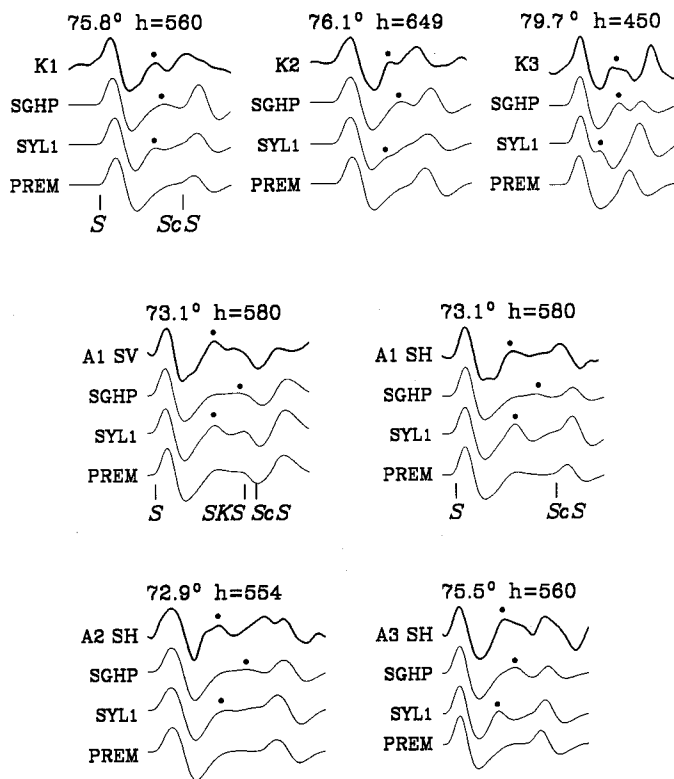 75.8° h=560
76.1° h=649
79.7° h=450
K1
K2
K3
SGHP
SGHP
SGHP
SYL1
SYL1
SYL1
PREM
PREM
PREM
S
ScS
73.1° h=580
73.1° h=580
A1 SV
A1 SH
SGHP
SGHP
SYL1
SYL1
PREM
PREM
S
SKS
ScS
S
ScS
72.9° h=554
75.5° h=560
A2 SH
A3 SH
SGHP
SGHP
SYL1
SYL1
PREM
PREM